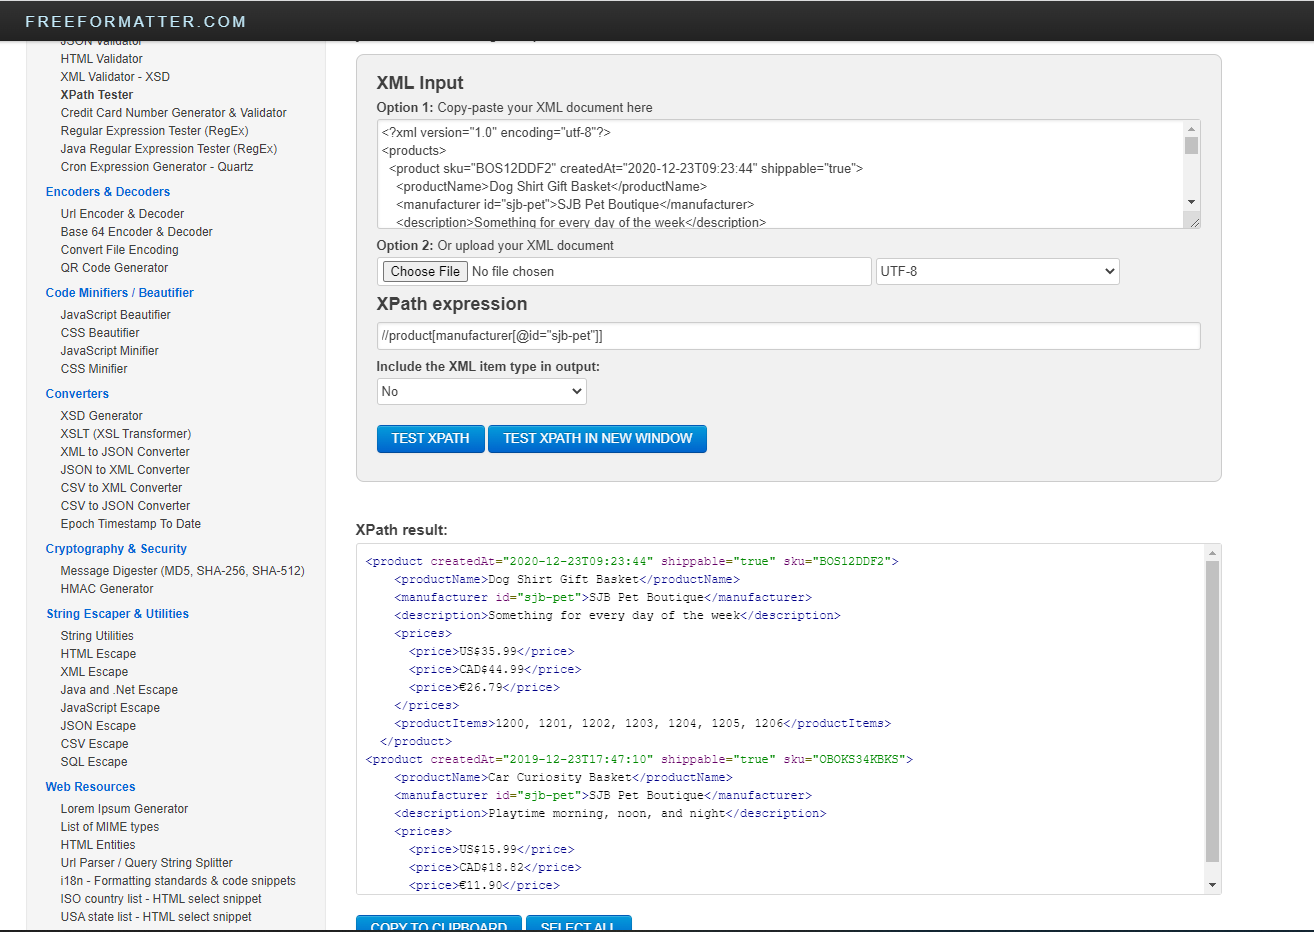 FREEFORMATTER.COM
JSON Validator
HTML Validator
XML Validator - XSD
XPath Tester
Credit Card Number Generator & Validator
Regular Expression Tester (RegEx)
Java Regular Expression Tester (RegEx)
Cron Expression Generator - Quartz
Encoders & Decoders
Url Encoder & Decoder
Base 64 Encoder & Decoder
Convert File Encoding
QR Code Generator
Code Minifiers / Beautifier
JavaScript Beautifier
CSS Beautifier
JavaScript Minifier
CSS Minifier
Converters
XSD Generator
XSLT (XSL Transformer)
XML to JSON Converter
JSON to XML Converter
CSV to XML Converter
CSV to JSON Converter
Epoch Timestamp To Date
Cryptography & Security
Message Digester (MD5, SHA-256, SHA-512)
HMAC Generator
String Escaper & Utilities
String Utilities
HTML Escape
XML Escape
Java and .Net Escape
JavaScript Escape
JSON Escape
CSV Escape
SQL Escape
Web Resources
Lorem Ipsum Generator
List of MIME types
HTML Entities
Url Parser / Query String Splitter
i18n - Formatting standards & code snippets
ISO country list - HTML select snippet
USA state list - HTML select snippet
XML Input
Option 1: Copy-paste your XML document here
<?xml version="1.0" encoding="utf-8"?>
<products>
<product sku="BOS12DDF2" createdAt="2020-12-23T09:23:44" shippable="true">
<productName>Dog Shirt Gift Basket</productName>
<manufacturer id="sjb-pet">SJB Pet Boutique</manufacturer>
<description>Something for every day of the week</description>
Option 2: Or upload your XML document
Choose File No file chosen UTF-8
XPath expression
//product[manufacturer[@id="sjb-pet"]]
Include the XML item type in output:
No
TEST XPATH TEST XPATH IN NEW WINDOW
XPath result:
<product createdAt="2020-12-23T09:23:44" shippable="true" sku="BOS12DDF2">
<productName>Dog Shirt Gift Basket</productName>
<manufacturer id="sjb-pet">SJB Pet Boutique</manufacturer>
<description>Something for every day of the week</description>
<prices>
<price>US$35.99</price>
<price>CAD$44.99</price>
<price>€26.79</price>
</prices>
<productItems>1200, 1201, 1202, 1203, 1204, 1205, 1206</productItems>
</product>
<product createdAt="2019-12-23T17:47:10" shippable="true" sku="OBOKS34KBKS">
<productName>Car Curiosity Basket</productName>
<manufacturer id="sjb-pet">SJB Pet Boutique</manufacturer>
<description>Playtime morning, noon, and night</description>
<prices>
<price>US$15.99</price>
<price>CAD$18.82</price>
<price>€11.90</price>
COPY TO CLIPBOARD SELECT ALL